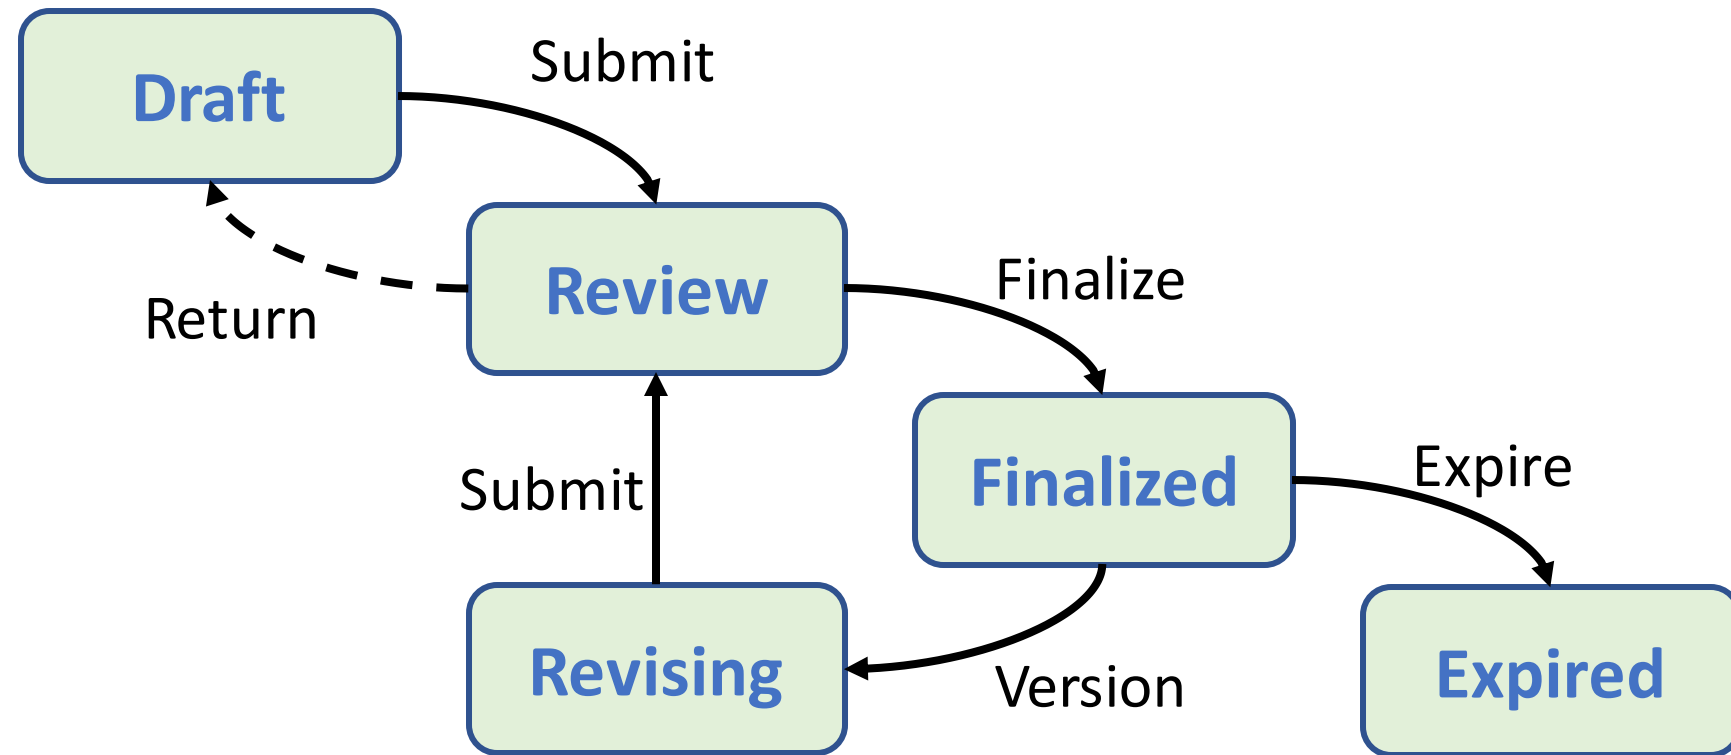 Draft
Submit
Review
Return
Finalize
Finalized
Submit
Expire
Revising
Version
Expired